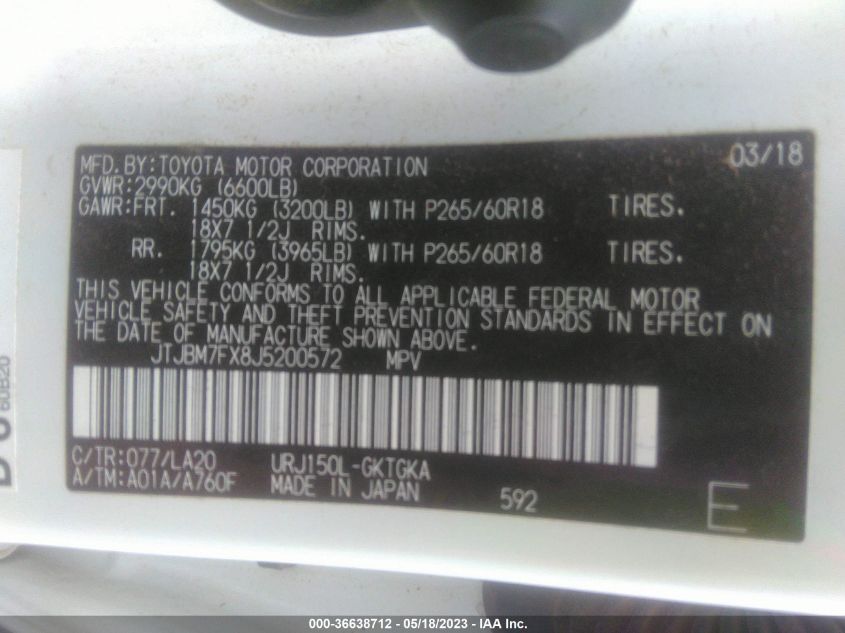 MFD.BY:TOYOTA MOTOR CORPORATION 03/18
GVWR:2990KG (6600LB)
GAWR:FRT. 1450KG (3200LB) WITH P265/60R18 TIRES.
18X7 1/2J RIMS.
RR. 1795KG (3965LB) WITH P265/60R18 TIRES.
18X7 1/2J RIMS.
THIS VEHICLE CONFORMS TO ALL APPLICABLE FEDERAL MOTOR
VEHICLE SAFETY AND THEFT PREVENTION STANDARDS IN EFFECT ON
THE DATE OF MANUFACTURE SHOWN ABOVE.
JTJBM7FX8J5200572 MPV
C/TR:077/LA20 URJ150L-GKTGKA
A/TM:A01A/A760F MADE IN JAPAN 592 E
000-36638712 - 05/18/2023 - IAA Inc.